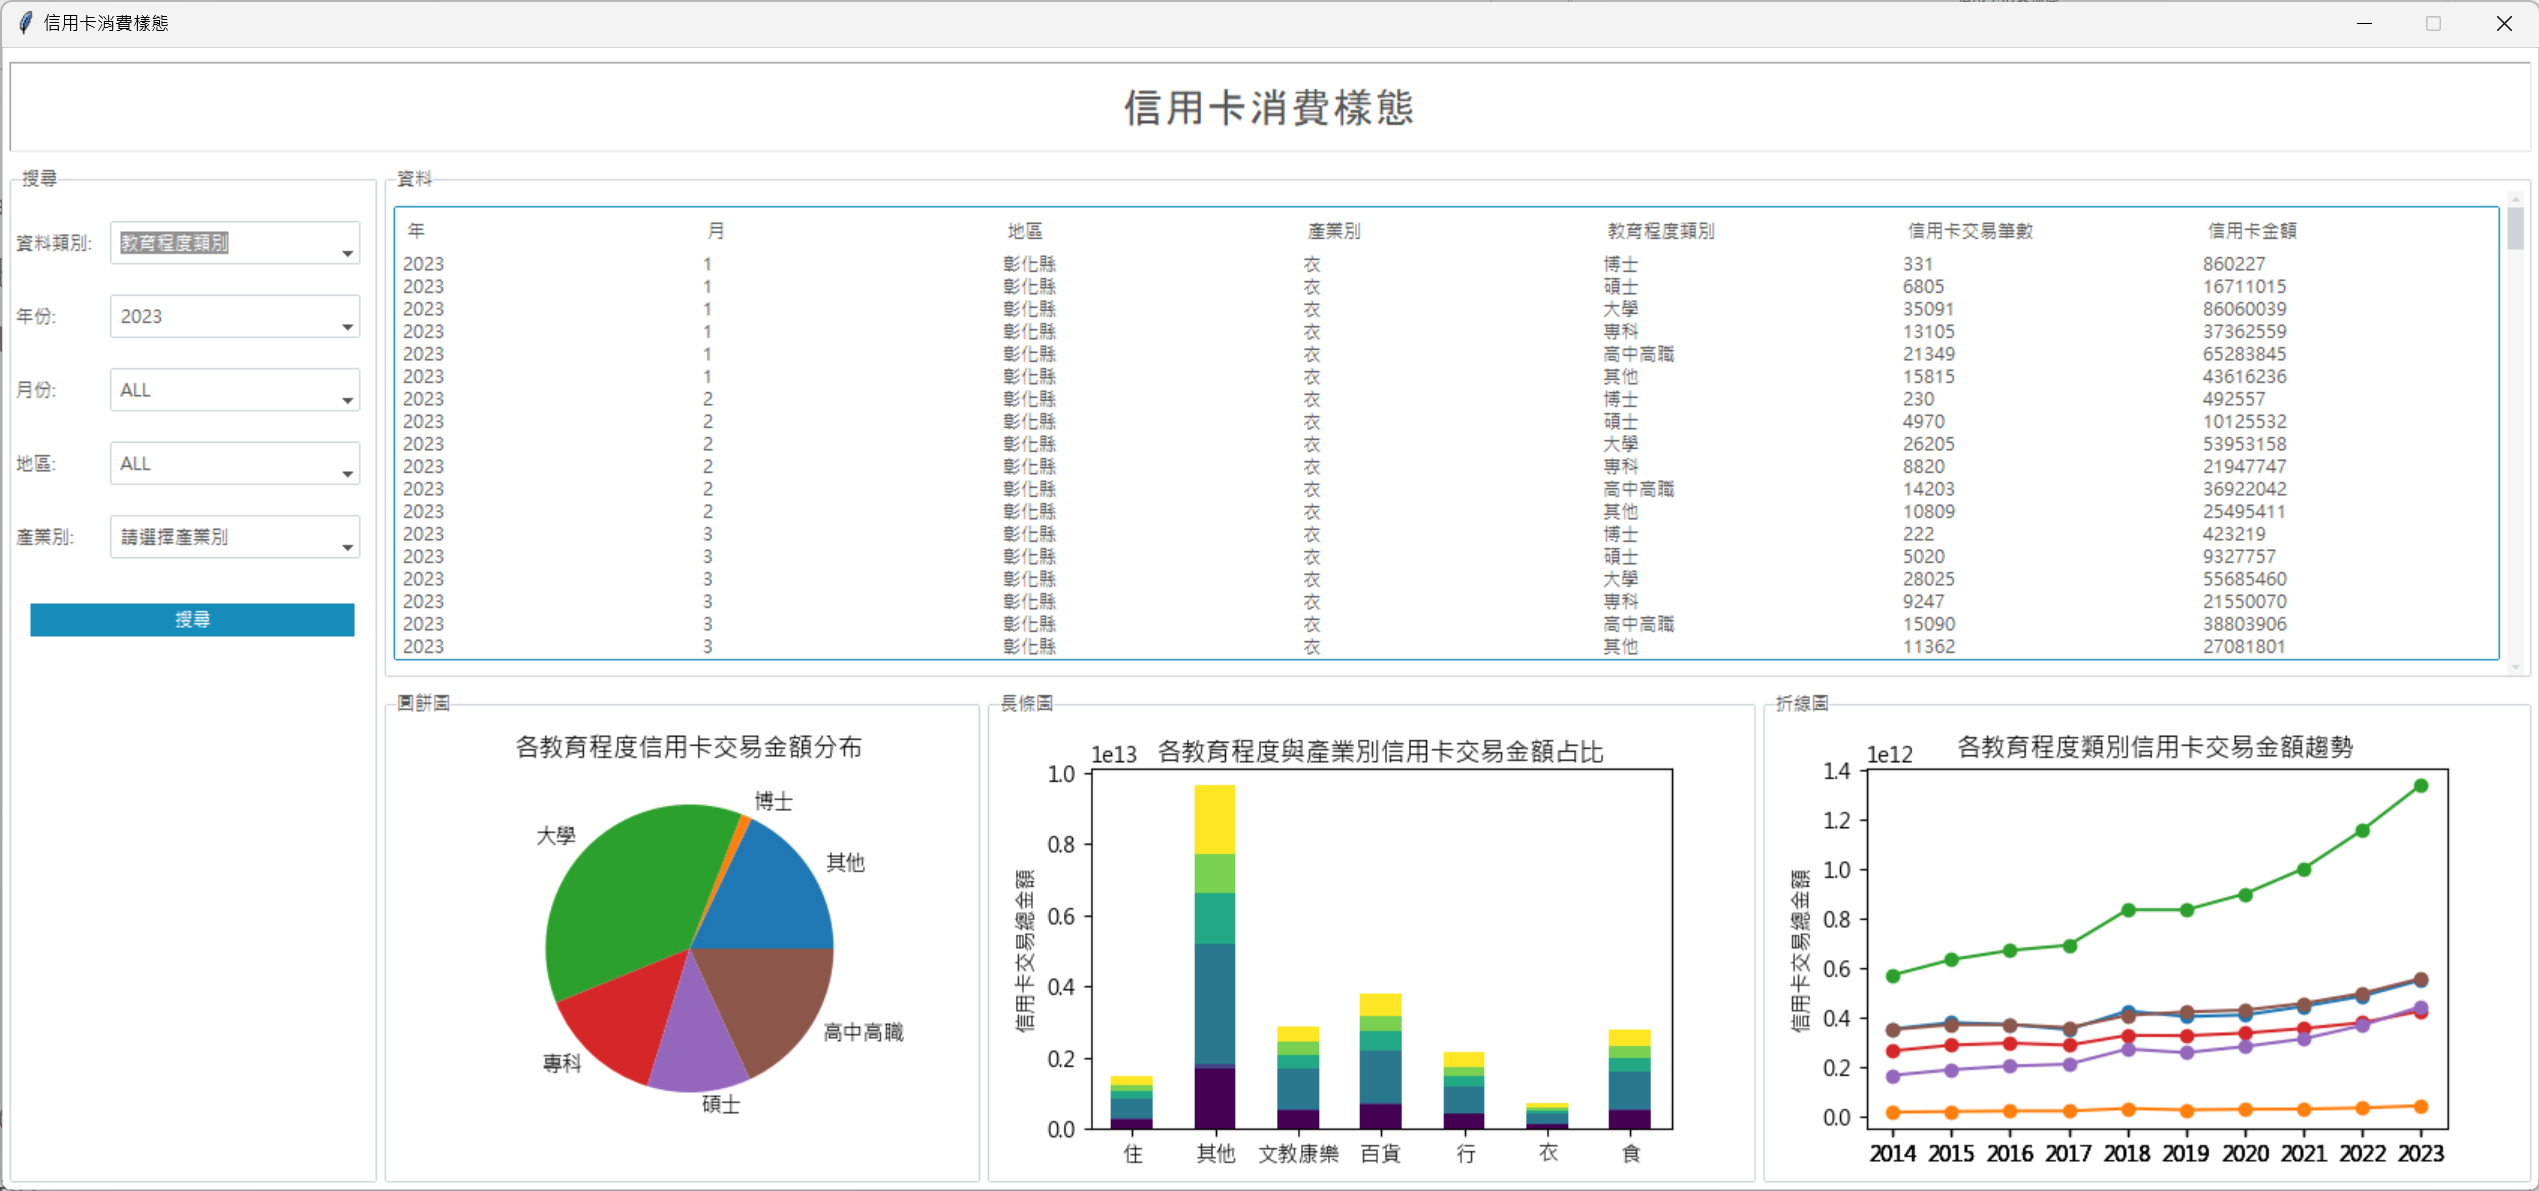 信用卡消費樣態
信用卡消費樣態
搜尋
資料類別: 教育程度類別
年份: 2023
月份: ALL
地區: ALL
產業別: 請選擇產業別
搜尋
資料
年 月 地區 產業別 教育程度類別 信用卡交易筆數 信用卡金額
2023 1 彰化縣 衣 博士 331 860227
2023 1 彰化縣 衣 碩士 6805 16711015
2023 1 彰化縣 衣 大學 35091 86060039
2023 1 彰化縣 衣 專科 13105 37362559
2023 1 彰化縣 衣 高中高職 21349 65283845
2023 1 彰化縣 衣 其他 15815 43616236
2023 2 彰化縣 衣 博士 230 492557
2023 2 彰化縣 衣 碩士 4970 10125532
2023 2 彰化縣 衣 大學 26205 53953158
2023 2 彰化縣 衣 專科 8820 21947747
2023 2 彰化縣 衣 高中高職 14203 36922042
2023 2 彰化縣 衣 其他 10809 25495411
2023 3 彰化縣 衣 博士 222 423219
2023 3 彰化縣 衣 碩士 5020 9327757
2023 3 彰化縣 衣 大學 28025 55685460
2023 3 彰化縣 衣 專科 9247 21550070
2023 3 彰化縣 衣 高中高職 15090 38803906
2023 3 彰化縣 衣 其他 11362 27081801
圓餅圖
各教育程度信用卡交易金額分布
博士
大學
其他
高中高職
專科
碩士
長條圖
1e13 各教育程度與產業別信用卡交易金額占比
信用卡交易總金額
1.0
0.8
0.6
0.4
0.2
0.0
住 其他 文教康樂 百貨 行 衣 食
折線圖
1e12 各教育程度類別信用卡交易金額趨勢
信用卡交易總金額
1.4
1.2
1.0
0.8
0.6
0.4
0.2
0.0
2014 2015 2016 2017 2018 2019 2020 2021 2022 2023